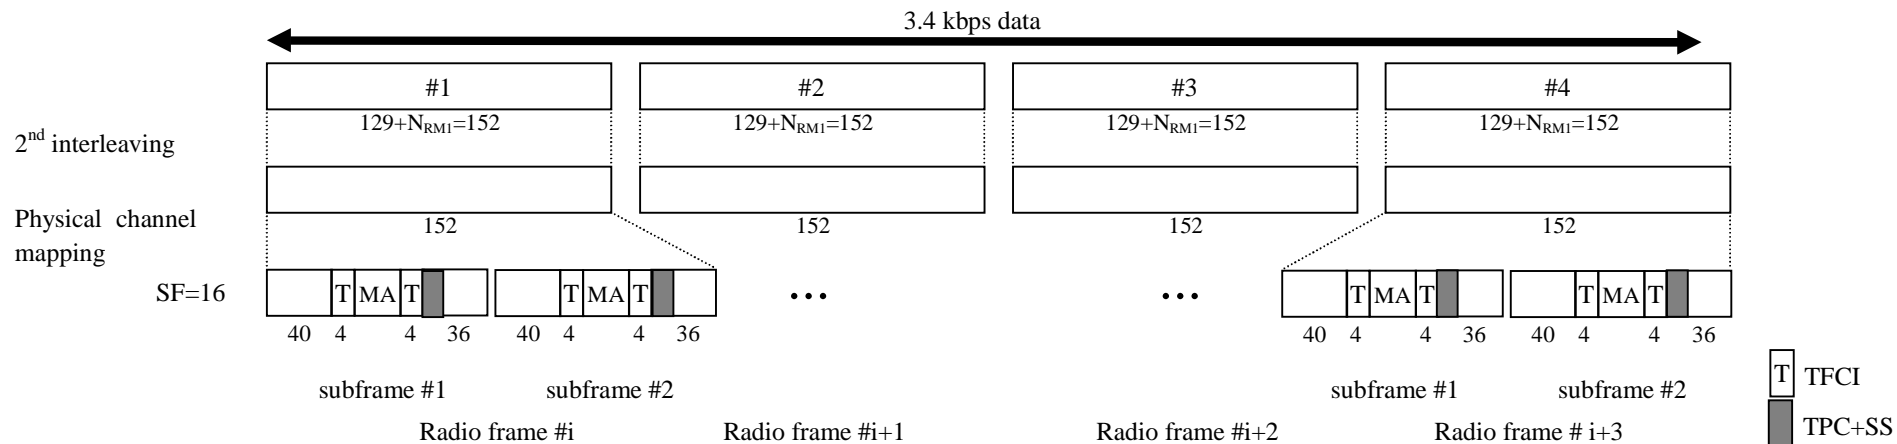 3.4 kbps data
#1 #2 #3 #4
129+N_RM1=152 129+N_RM1=152 129+N_RM1=152 129+N_RM1=152
2nd interleaving
Physical channel
152 152 152 152
mapping
SF=16 T MA T T MA T ... ... T MA T T MA T
40 4 4 36 40 4 4 36 40 4 4 36 40 4 4 36
T TFCI
subframe #1 subframe #2 subframe #1 subframe #2
TPC+SS
Radio frame #i Radio frame #i+1 Radio frame #i+2 Radio frame # i+3